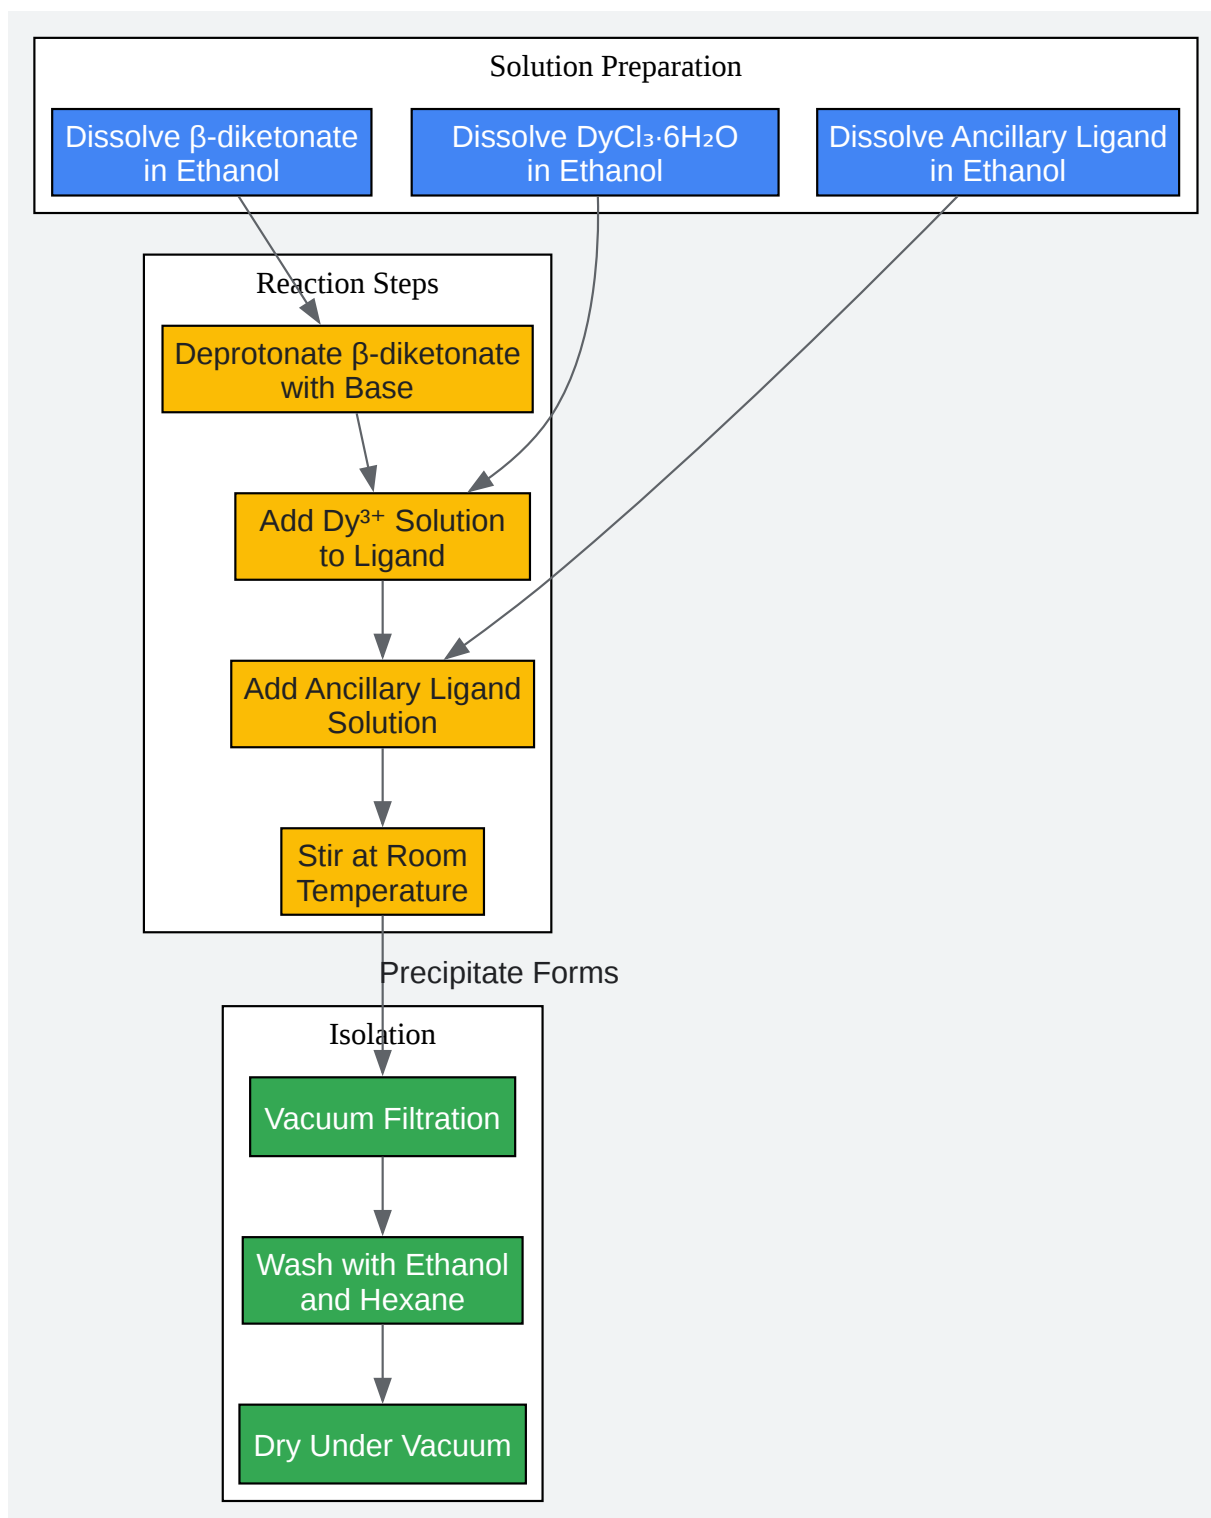 Solution Preparation
Dissolve β-diketonate
in Ethanol
Dissolve DyCl₃·6H₂O
in Ethanol
Dissolve Ancillary Ligand
in Ethanol
Reaction Steps
Deprotonate β-diketonate
with Base
Add Dy³⁺ Solution
to Ligand
Add Ancillary Ligand
Solution
Stir at Room
Temperature
Precipitate Forms
Isolation
Vacuum Filtration
Wash with Ethanol
and Hexane
Dry Under Vacuum